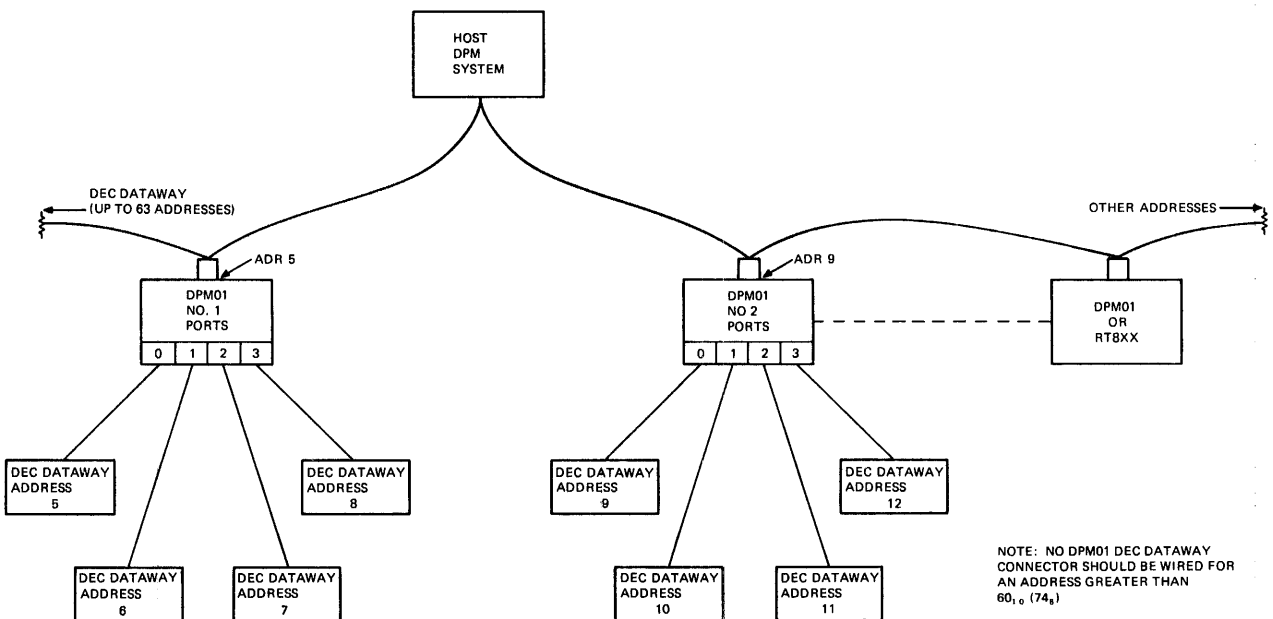 HOST
DPM
SYSTEM
DEC DATAWAY
(UP TO 63 ADDRESSES)
OTHER ADDRESSES
ADR 5
ADR 9
DPM01
NO. 1
PORTS
0 1 2 3
DPM01
NO 2
PORTS
0 1 2 3
DPM01
OR
RT8XX
DEC DATAWAY
ADDRESS
5
DEC DATAWAY
ADDRESS
8
DEC DATAWAY
ADDRESS
9
DEC DATAWAY
ADDRESS
12
DEC DATAWAY
ADDRESS
6
DEC DATAWAY
ADDRESS
7
DEC DATAWAY
ADDRESS
10
DEC DATAWAY
ADDRESS
11
NOTE: NO DPM01 DEC DATAWAY
CONNECTOR SHOULD BE WIRED FOR
AN ADDRESS GREATER THAN
60₁₀ (74₈)